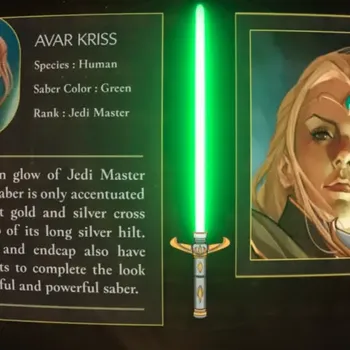 AVAR KRISS
Species : Human
Saber Color : Green
Rank : Jedi Master
n glow of Jedi Master
aber is only accentuated
t gold and silver cross
of its long silver hilt.
and endcap also have
ts to complete the look
ful and powerful saber.